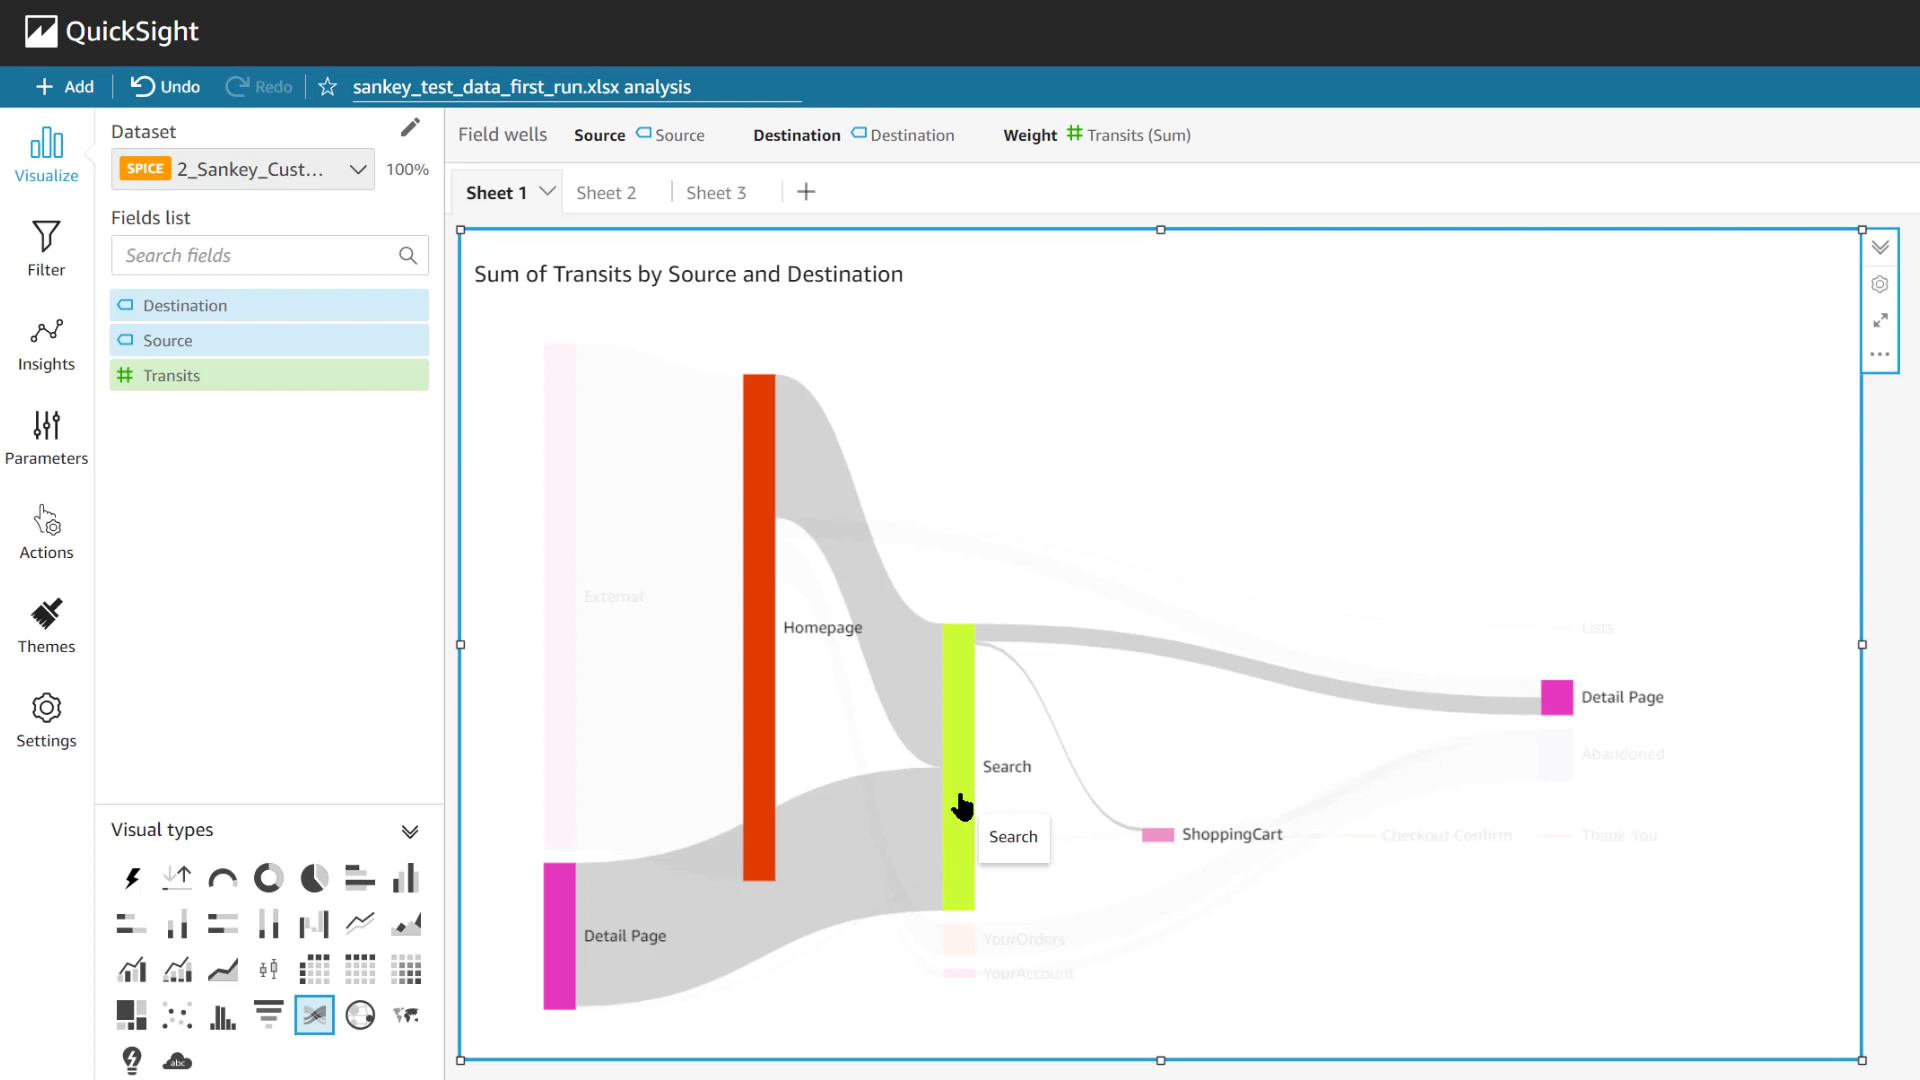 QuickSight
Add
Undo
Redo
sankey_test_data_first_run.xlsx analysis
Visualize
Filter
Insights
Parameters
Actions
Themes
Settings
Dataset
SPICE 2_Sankey_Cust... 100%
Fields list
Search fields
Destination
Source
Transits
Visual types
abc
Field wells Source Source Destination Destination Weight Transits (Sum)
Sheet 1 Sheet 2 Sheet 3
Sum of Transits by Source and Destination
External
Homepage
Lists
Detail Page
Abandoned
Search
Search
ShoppingCart
Checkout Confirm
Thank You
Detail Page
YourOrders
YourAccount